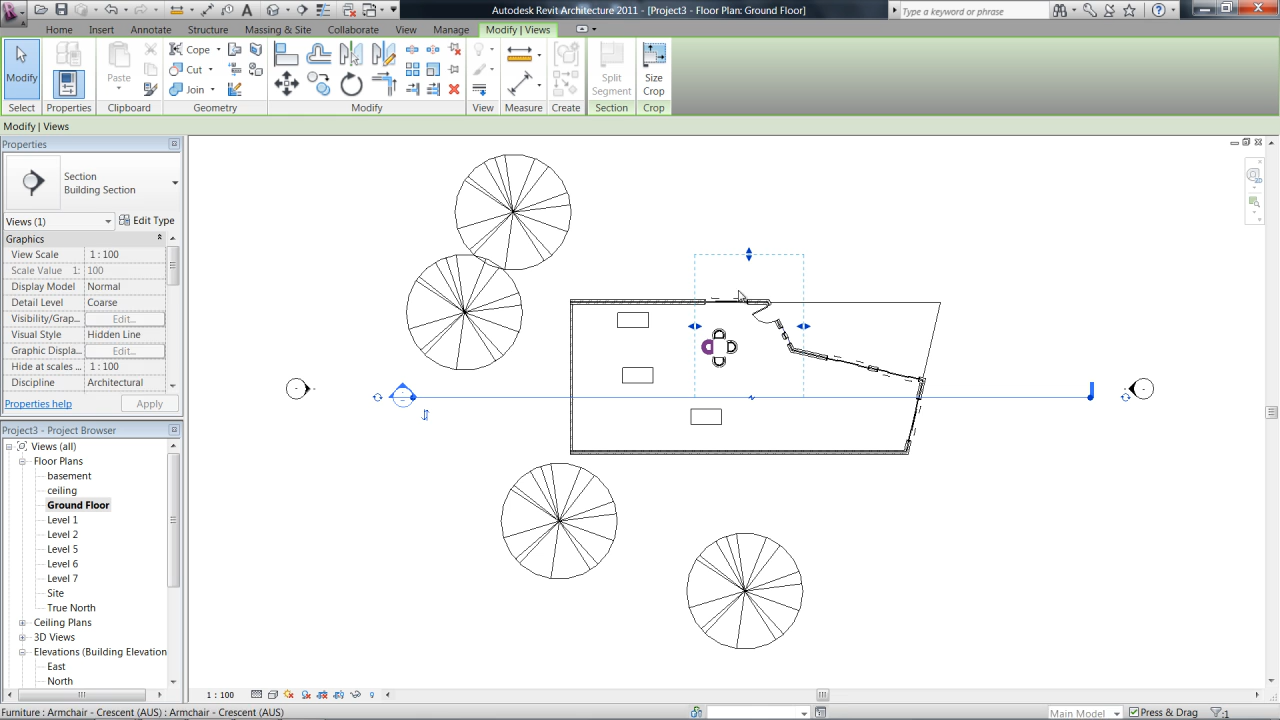 Autodesk Revit Architecture 2011 - [Project3 - Floor Plan: Ground Floor]
Type a keyword or phrase
Home Insert Annotate Structure Massing & Site Collaborate View Manage Modify | Views
Modify
Paste
Cope
Cut
Join
Split Segment
Size Crop
Select Properties Clipboard Geometry Modify View Measure Create Section Crop
Modify | Views
Properties
Section
Building Section
Views (1) Edit Type
Graphics
View Scale 1 : 100
Scale Value 1: 100
Display Model Normal
Detail Level Coarse
Visibility/Grap... Edit...
Visual Style Hidden Line
Graphic Displa... Edit...
Hide at scales ... 1 : 100
Discipline Architectural
Properties help Apply
Project3 - Project Browser
Views (all)
Floor Plans
basement
ceiling
Ground Floor
Level 1
Level 2
Level 5
Level 6
Level 7
Site
True North
Ceiling Plans
3D Views
Elevations (Building Elevation
East
North
1 : 100
Furniture : Armchair - Crescent (AUS) : Armchair - Crescent (AUS)
Main Model
Press & Drag
:1